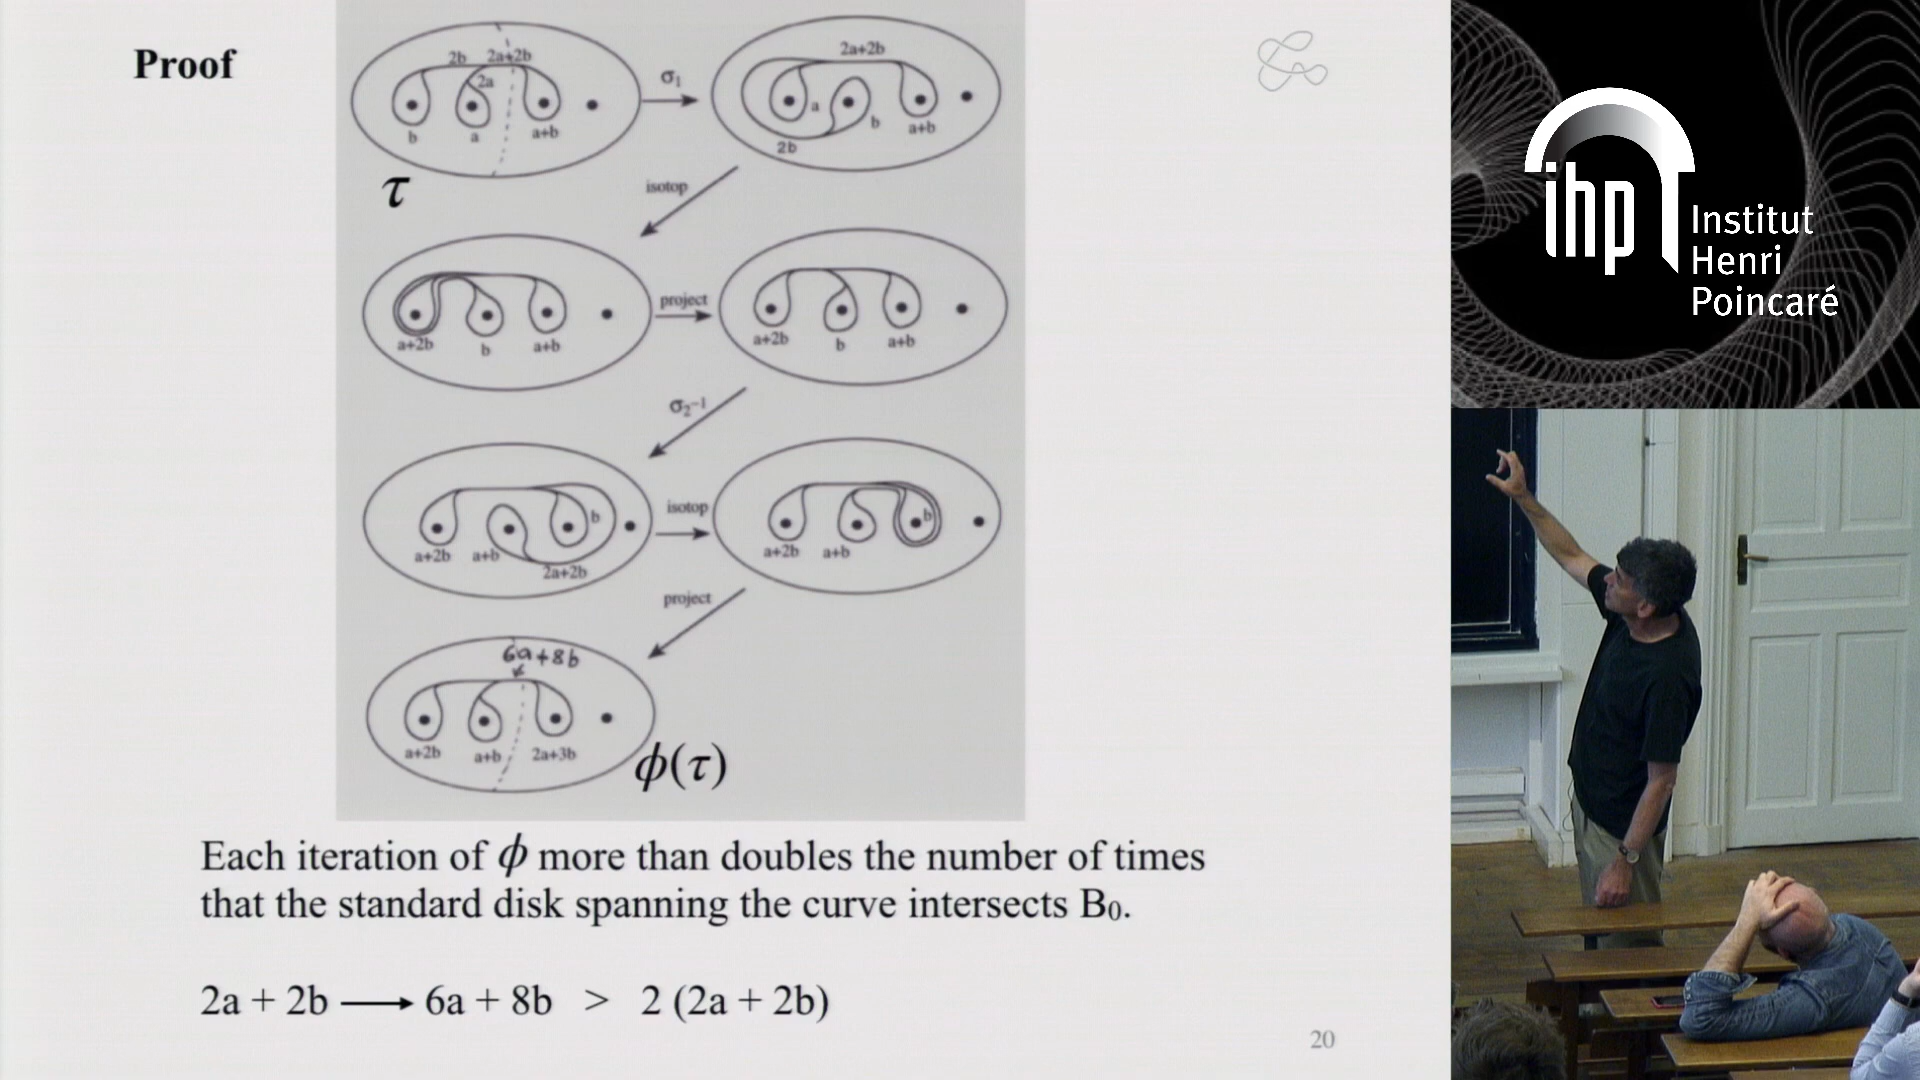 Proof
2b 2a+2b
2a
b a a+b
τ
σ₁
2a+2b
a
b
a+b
2b
isotop
a+2b b a+b
project
a+2b b a+b
σ₂⁻¹
b
a+2b a+b
2a+2b
isotop
b
a+2b a+b
project
6a+8b
a+2b a+b 2a+3b
ϕ(τ)
Each iteration of ϕ more than doubles the number of times
that the standard disk spanning the curve intersects B₀.
2a + 2b ⟶ 6a + 8b > 2 (2a + 2b)
20
ihp Institut
Henri
Poincaré